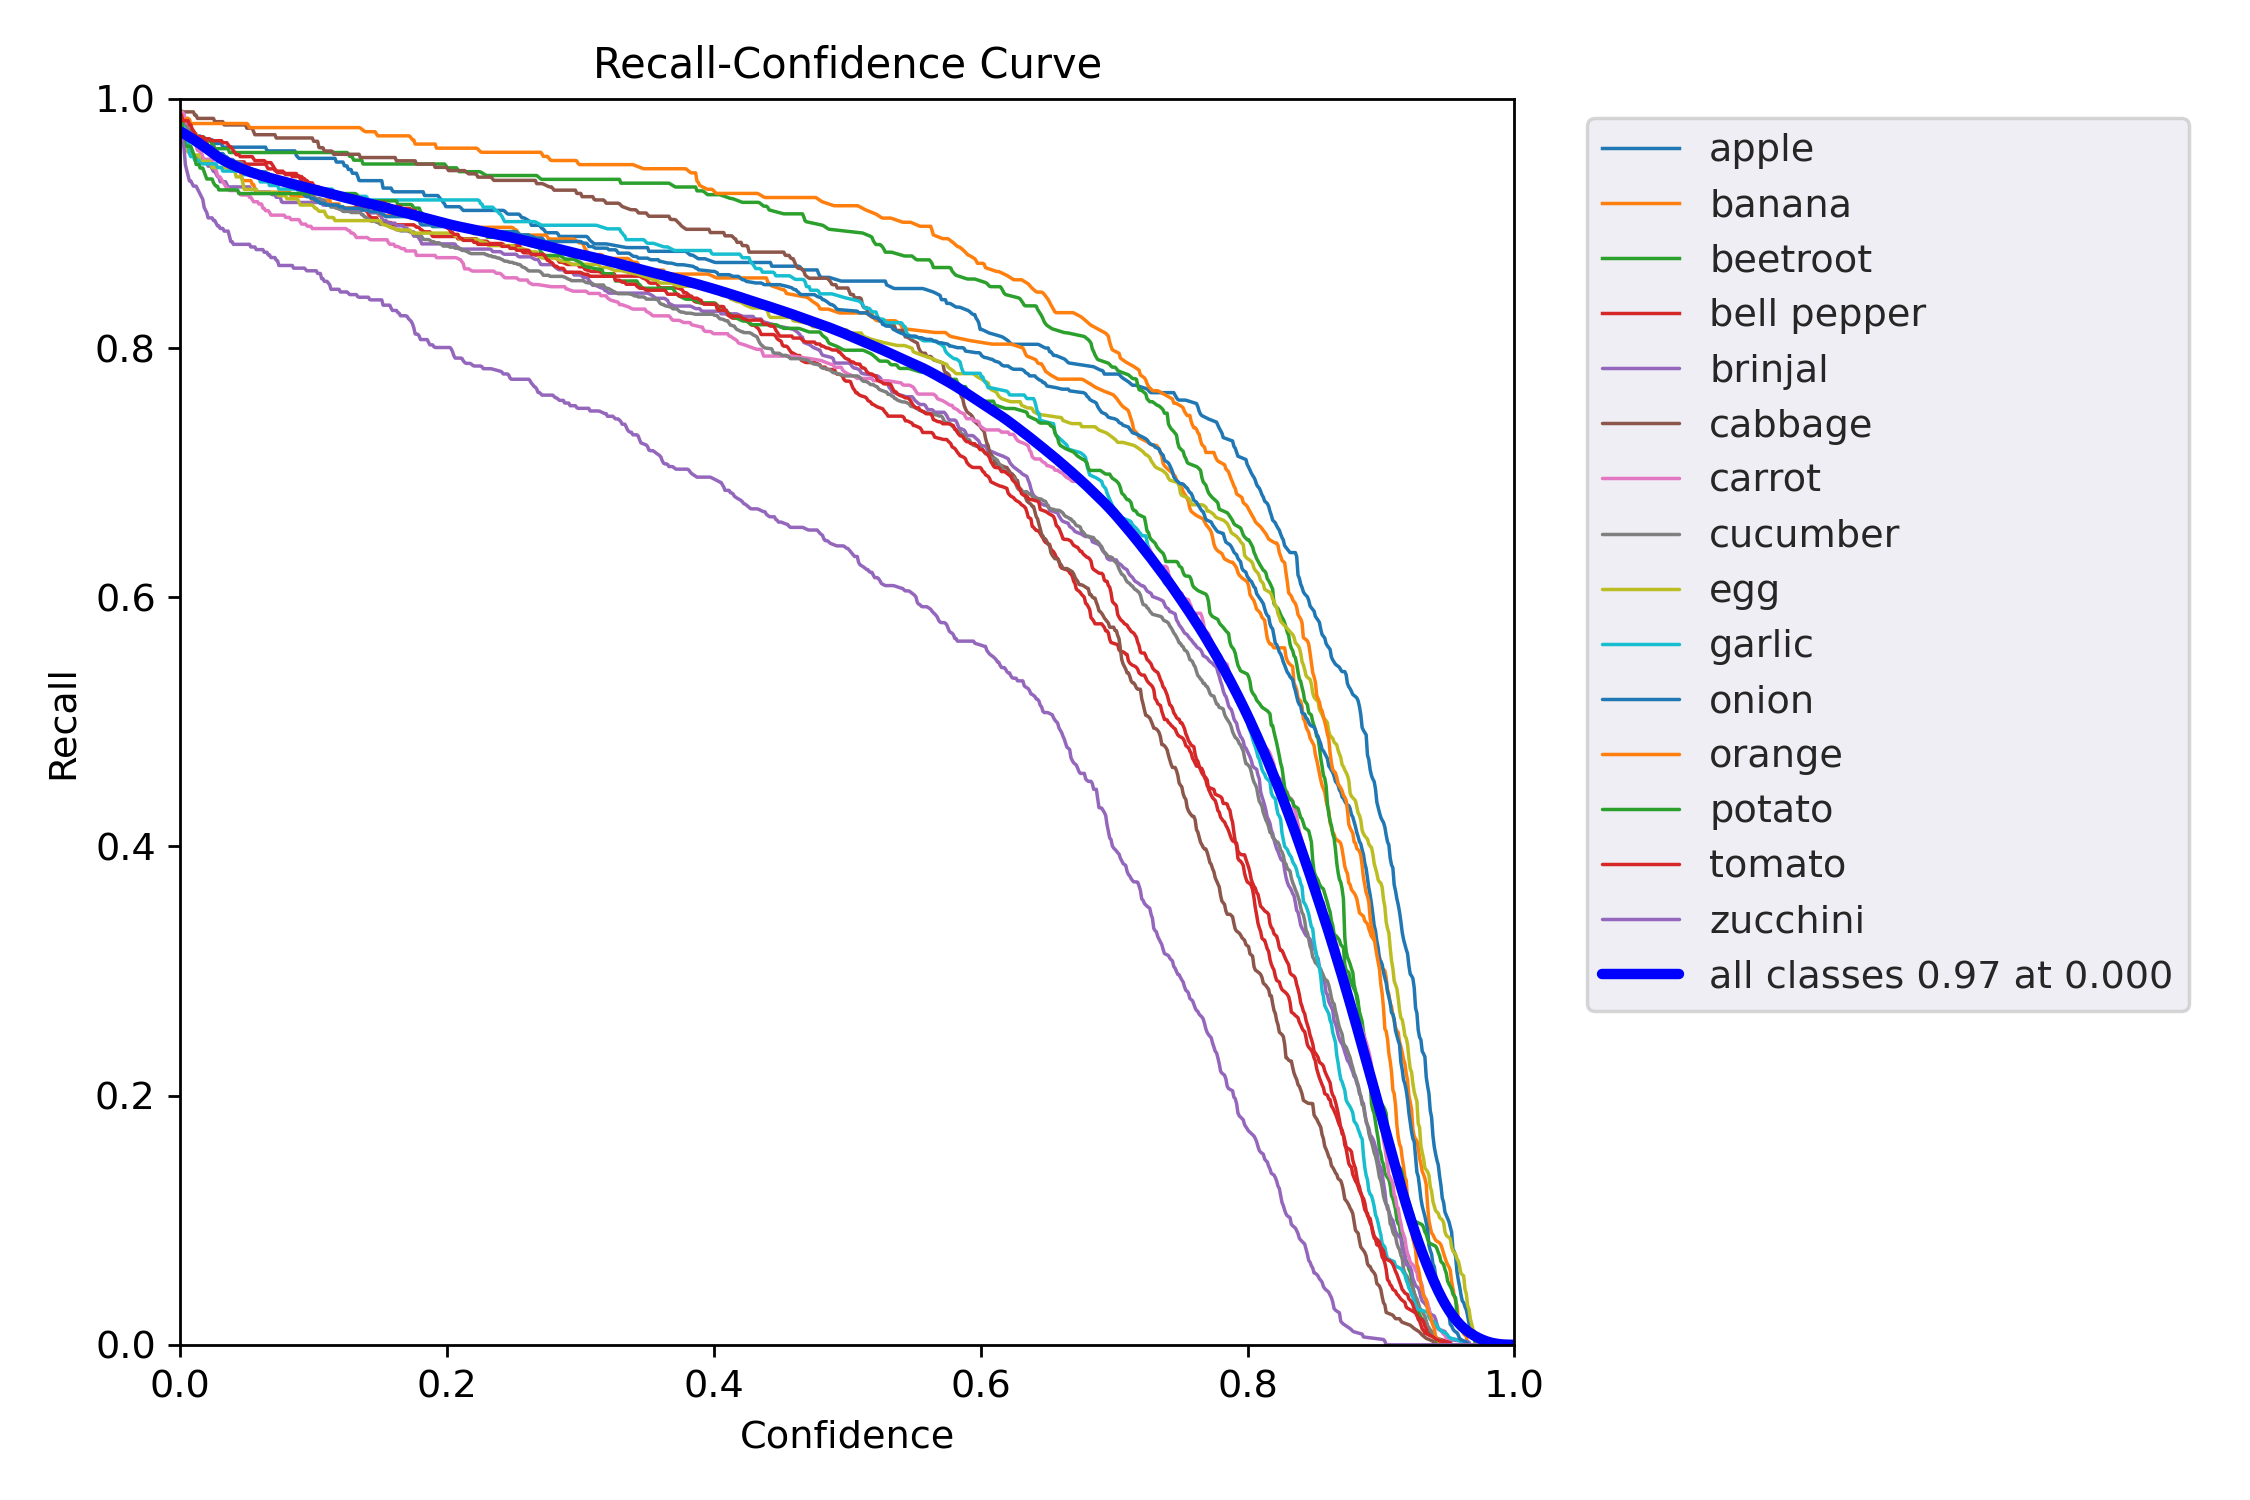 Recall-Confidence Curve
1.0
0.8
0.6
0.4
0.2
0.0
Recall
0.0 0.2 0.4 0.6 0.8 1.0
Confidence
apple
banana
beetroot
bell pepper
brinjal
cabbage
carrot
cucumber
egg
garlic
onion
orange
potato
tomato
zucchini
all classes 0.97 at 0.000